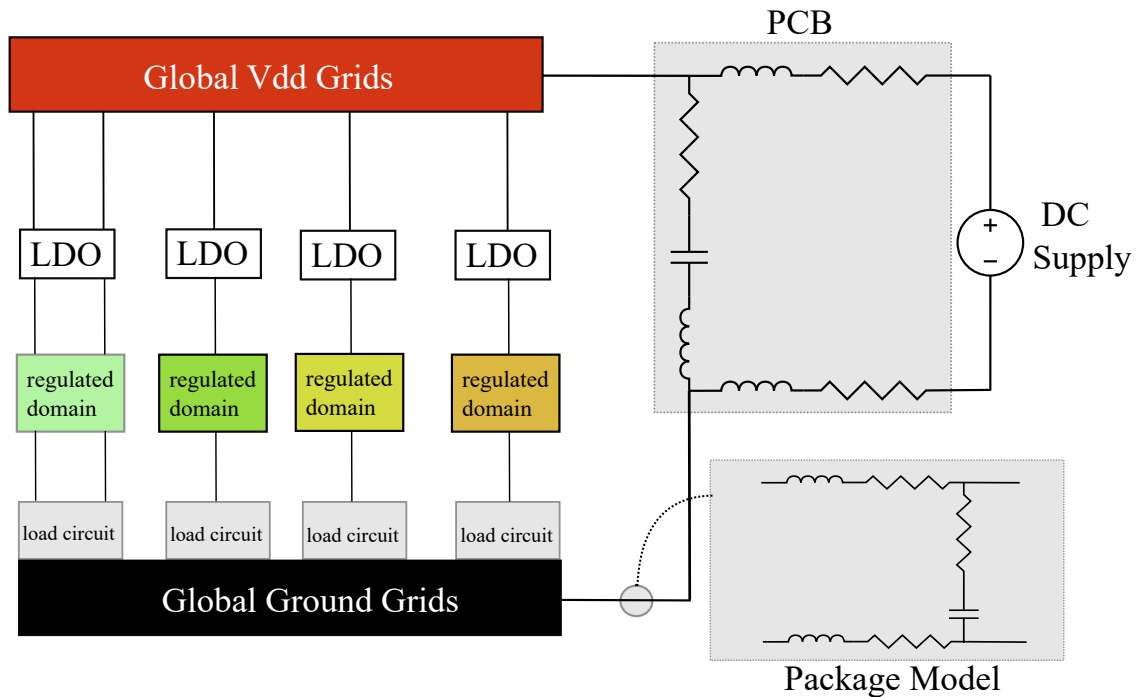 PCB
Global Vdd Grids
DC
Supply
+
−
LDO
LDO
LDO
LDO
regulated
domain
regulated
domain
regulated
domain
regulated
domain
load circuit
load circuit
load circuit
load circuit
Global Ground Grids
Package Model